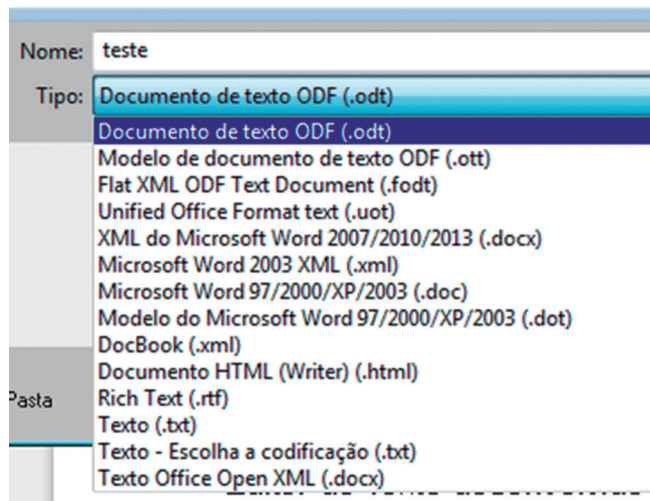 Nome: teste
Tipo: Documento de texto ODF (.odt)
Documento de texto ODF (.odt)
Modelo de documento de texto ODF (.ott)
Flat XML ODF Text Document (.fodt)
Unified Office Format text (.uot)
XML do Microsoft Word 2007/2010/2013 (.docx)
Microsoft Word 2003 XML (.xml)
Microsoft Word 97/2000/XP/2003 (.doc)
Modelo do Microsoft Word 97/2000/XP/2003 (.dot)
DocBook (.xml)
Documento HTML (Writer) (.html)
Pasta
Rich Text (.rtf)
Texto (.txt)
Texto - Escolha a codificação (.txt)
Texto Office Open XML (.docx)